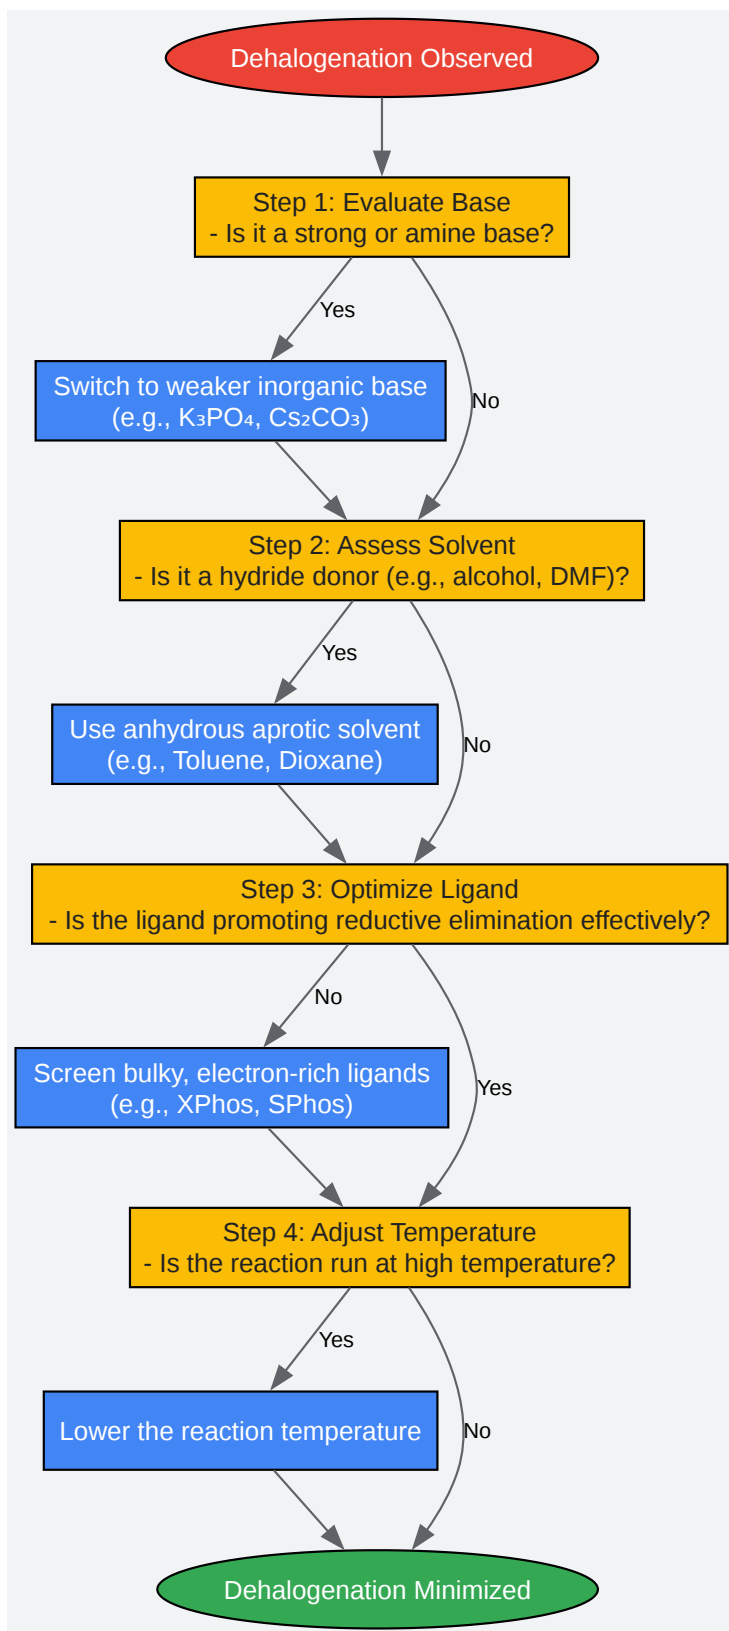 Dehalogenation Observed
Step 1: Evaluate Base
- Is it a strong or amine base?
Yes
Switch to weaker inorganic base
(e.g., K₃PO₄, Cs₂CO₃)
No
Step 2: Assess Solvent
- Is it a hydride donor (e.g., alcohol, DMF)?
Yes
Use anhydrous aprotic solvent
(e.g., Toluene, Dioxane)
No
Step 3: Optimize Ligand
- Is the ligand promoting reductive elimination effectively?
No
Screen bulky, electron-rich ligands
(e.g., XPhos, SPhos)
Yes
Step 4: Adjust Temperature
- Is the reaction run at high temperature?
Yes
Lower the reaction temperature
No
Dehalogenation Minimized